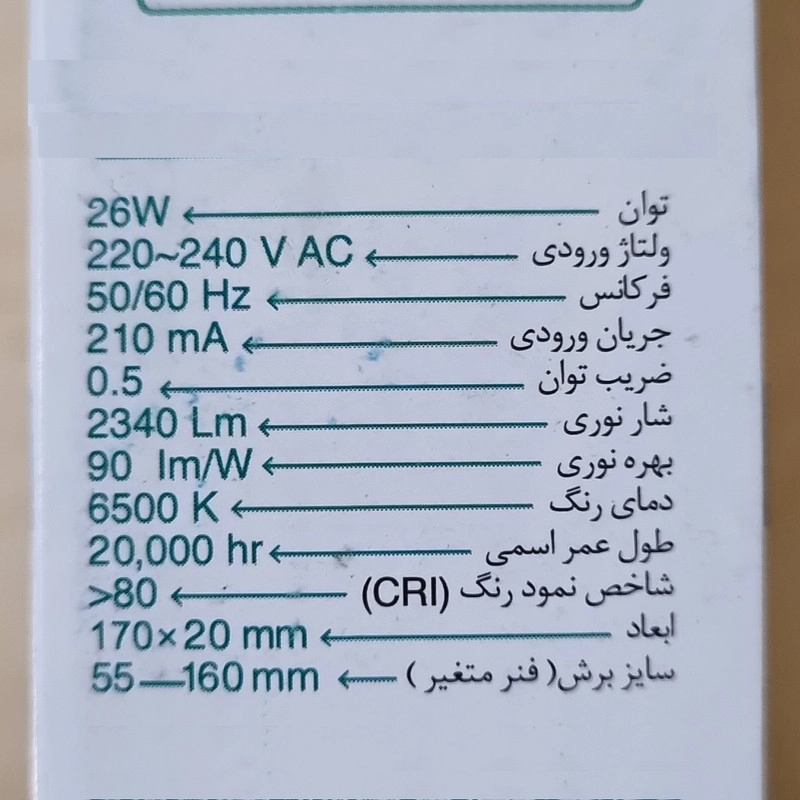 توان ← 26W
ولتاژ ورودی ← 220~240 V AC
فرکانس ← 50/60 Hz
جریان ورودی ← 210 mA
ضریب توان ← 0.5
شار نوری ← 2340 Lm
بهره نوری ← 90 lm/W
دمای رنگ ← 6500 K
طول عمر اسمی ← 20,000 hr
شاخص نمود رنگ (CRI) ← >80
ابعاد ← 170×20 mm
سایز برش( فنر متغیر ) ← 55—160 mm